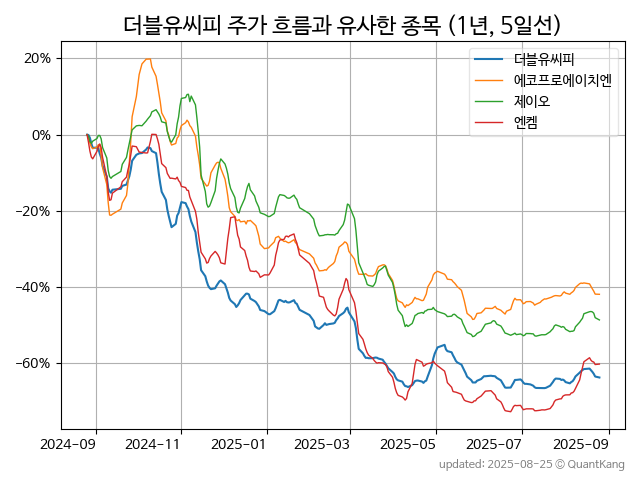 더블유씨피 주가 흐름과 유사한 종목 (1년, 5일선)
더블유씨피
에코프로에이치엔
제이오
엔켐
20%
0%
−20%
−40%
−60%
2024-09 2024-11 2025-01 2025-03 2025-05 2025-07 2025-09
updated: 2025-08-25 © QuantKang